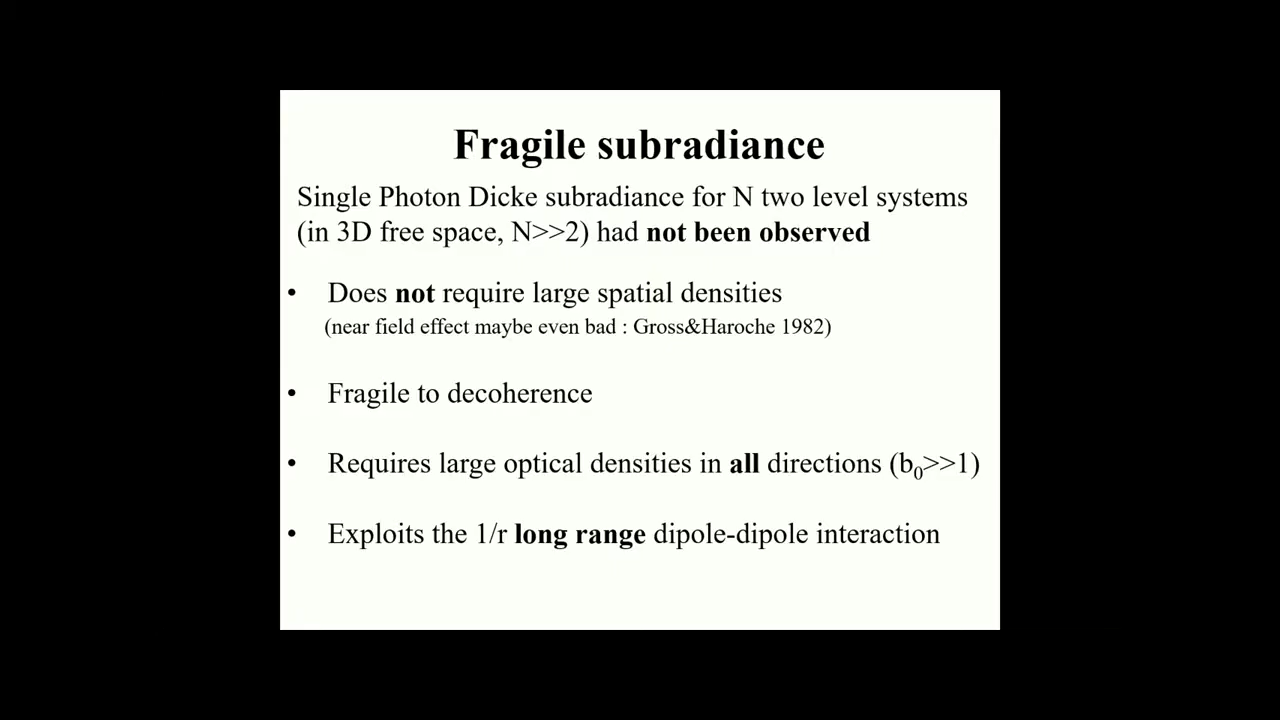 Fragile subradiance
Single Photon Dicke subradiance for N two level systems
(in 3D free space, N>>2) had not been observed
• Does not require large spatial densities
(near field effect maybe even bad : Gross&Haroche 1982)
• Fragile to decoherence
• Requires large optical densities in all directions (b₀>>1)
• Exploits the 1/r long range dipole-dipole interaction